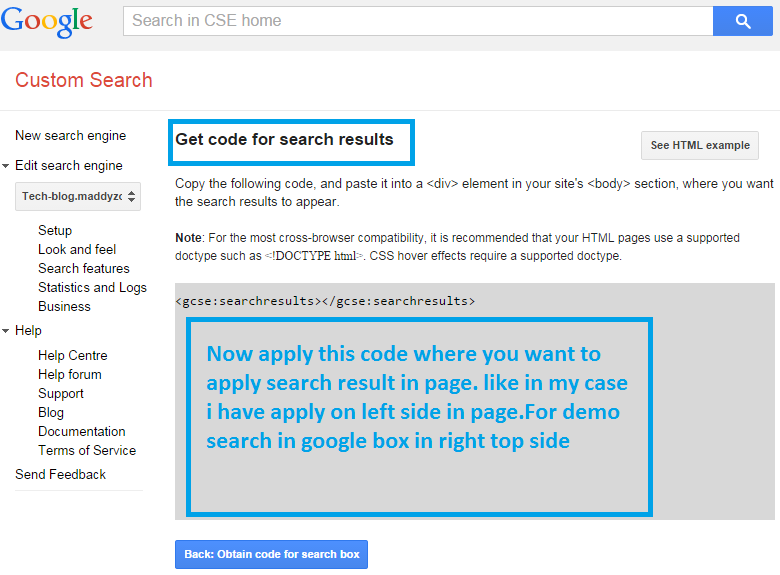 Google
Search in CSE home
Custom Search
New search engine
Edit search engine
Tech-blog.maddyzo
Setup
Look and feel
Search features
Statistics and Logs
Business
Help
Help Centre
Help forum
Support
Blog
Documentation
Terms of Service
Send Feedback
Get code for search results
See HTML example
Copy the following code, and paste it into a <div> element in your site's <body> section, where you want
the search results to appear.
Note: For the most cross-browser compatibility, it is recommended that your HTML pages use a supported
doctype such as <!DOCTYPE html>. CSS hover effects require a supported doctype.
<gcse:searchresults></gcse:searchresults>
Now apply this code where you want to
apply search result in page. like in my case
i have apply on left side in page.For demo
search in google box in right top side
Back: Obtain code for search box